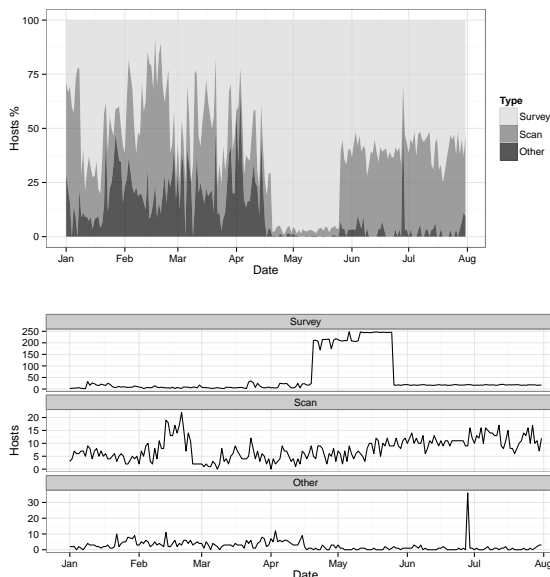 100
75
50
25
0
Hosts %
Jan Feb Mar Apr May Jun Jul Aug
Date
Type
Survey
Scan
Other
Survey
250
200
150
100
50
0
Scan
20
15
10
5
0
Hosts
Other
30
20
10
0
Jan Feb Mar Apr May Jun Jul Aug
Date